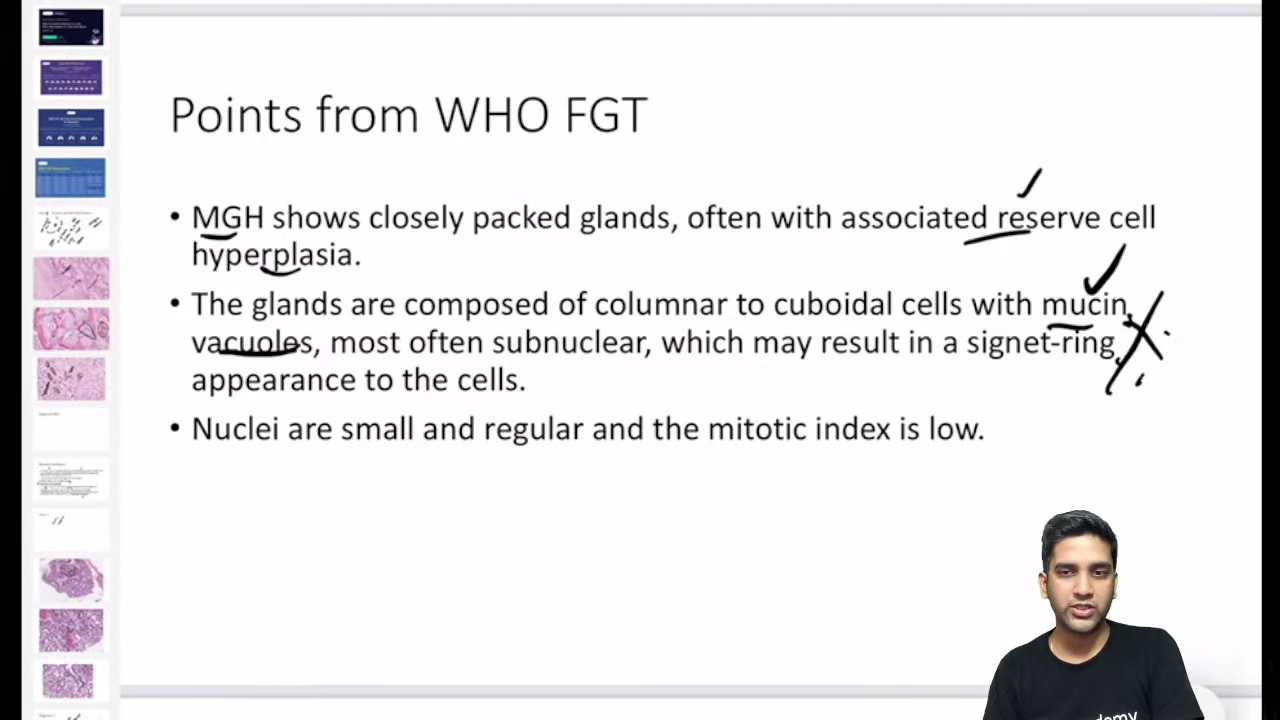 Points from WHO FGT
• MGH shows closely packed glands, often with associated reserve cell
hyperplasia.
• The glands are composed of columnar to cuboidal cells with mucin
vacuoles, most often subnuclear, which may result in a signet-ring
appearance to the cells.
• Nuclei are small and regular and the mitotic index is low.